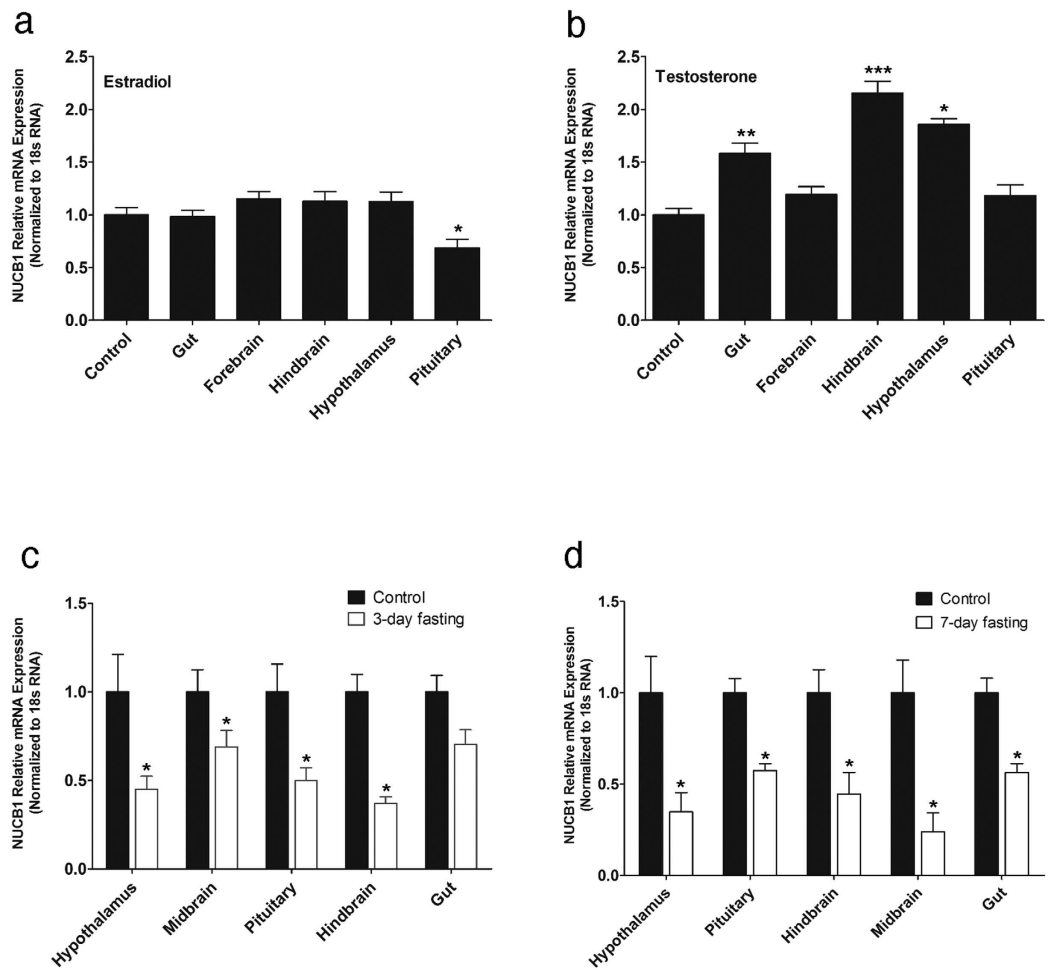 a
NUCB1 Relative mRNA Expression
(Normalized to 18s RNA)
2.5
2.0
1.5
1.0
0.5
0.0
Estradiol
*
Control
Gut
Forebrain
Hindbrain
Hypothalamus
Pituitary
b
NUCB1 Relative mRNA Expression
(Normalized to 18s RNA)
2.5
2.0
1.5
1.0
0.5
0.0
Testosterone
**
***
*
Control
Gut
Forebrain
Hindbrain
Hypothalamus
Pituitary
c
NUCB1 Relative mRNA Expression
(Normalized to 18s RNA)
1.5
1.0
0.5
0.0
Control
3-day fasting
*
*
*
*
Hypothalamus
Midbrain
Pituitary
Hindbrain
Gut
d
NUCB1 Relative mRNA Expression
(Normalized to 18s RNA)
1.5
1.0
0.5
0.0
Control
7-day fasting
*
*
*
*
*
Hypothalamus
Pituitary
Hindbrain
Midbrain
Gut